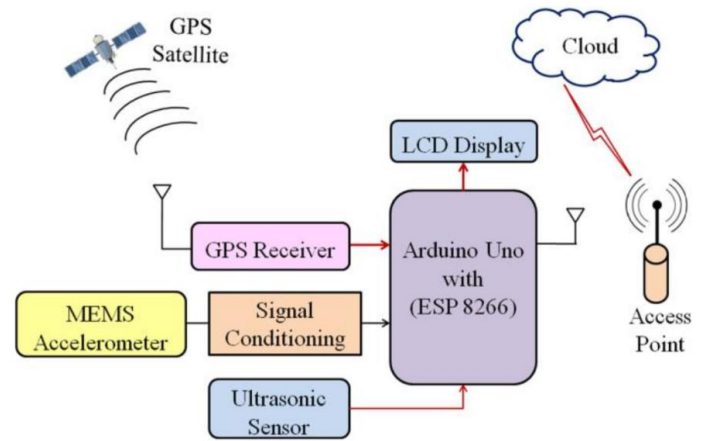 GPS
Satellite
Cloud
LCD Display
GPS Receiver
Arduino Uno
with
(ESP 8266)
MEMS
Accelerometer
Signal
Conditioning
Access
Point
Ultrasonic
Sensor